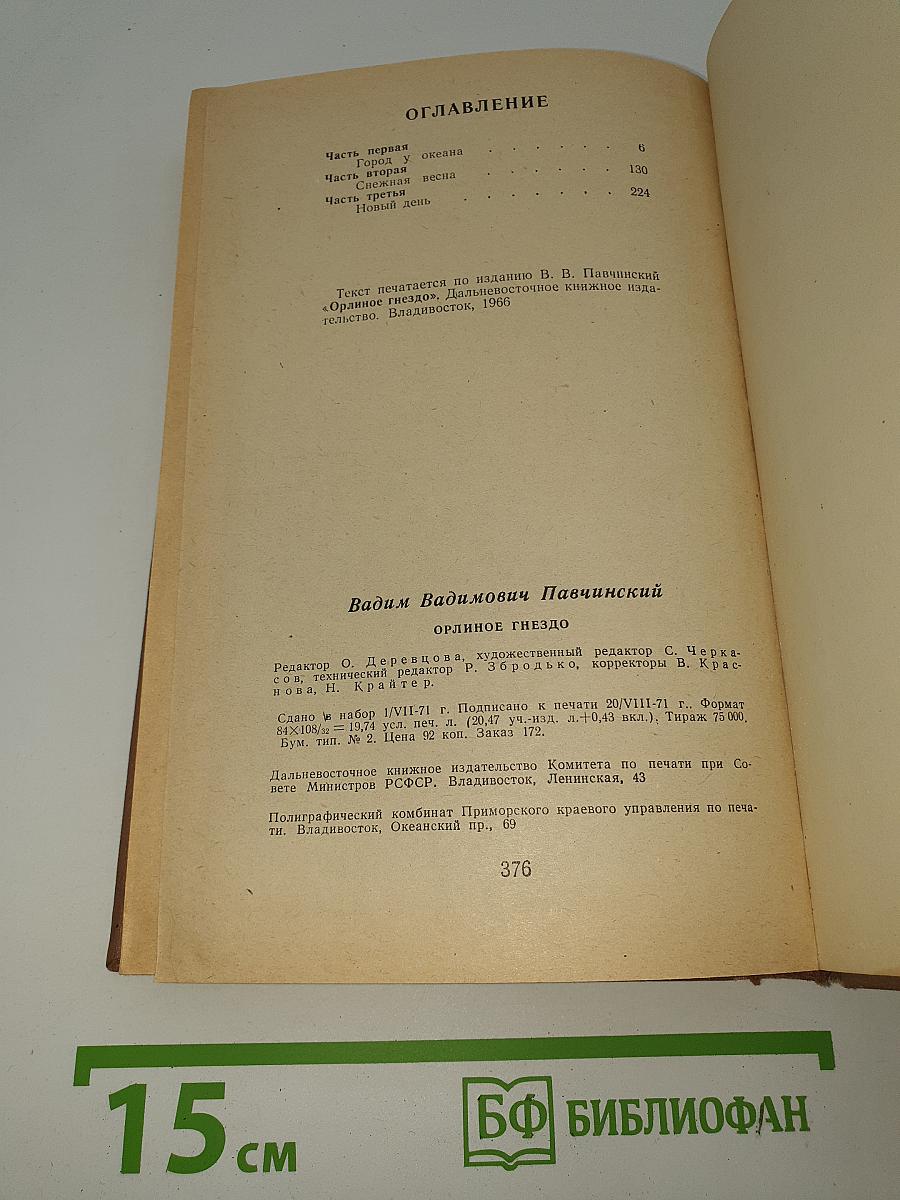 ОГЛАВЛЕНИЕ
Часть первая
Город у океана . . . . . . 6
Часть вторая
Снежная весна . . . . . . 130
Часть третья
Новый день . . . . . . . 224
Текст печатается по изданию В. В. Павчинский
«Орлиное гнездо». Дальневосточное книжное изда-
тельство. Владивосток, 1966
Вадим Вадимович Павчинский
ОРЛИНОЕ ГНЕЗДО
Редактор О. Деревцова, художественный редактор С. Черка-
сов, технический редактор Р. Збродько, корректоры В. Крас-
нова, Н. Крайтер.
Сдано в набор 1/VII-71 г. Подписано к печати 20/VIII-71 г.. Формат
84×108/32 = 19,74 усл. печ. л. (20,47 уч.-изд. л.+0,43 вкл.), Тираж 75 000.
Бум. тип. № 2. Цена 92 коп. Заказ 172.
Дальневосточное книжное издательство Комитета по печати при Со-
вете Министров РСФСР. Владивосток, Ленинская, 43
Полиграфический комбинат Приморского краевого управления по печа-
ти. Владивосток, Океанский пр., 69
376
15 см
БФ БИБЛИОФАН